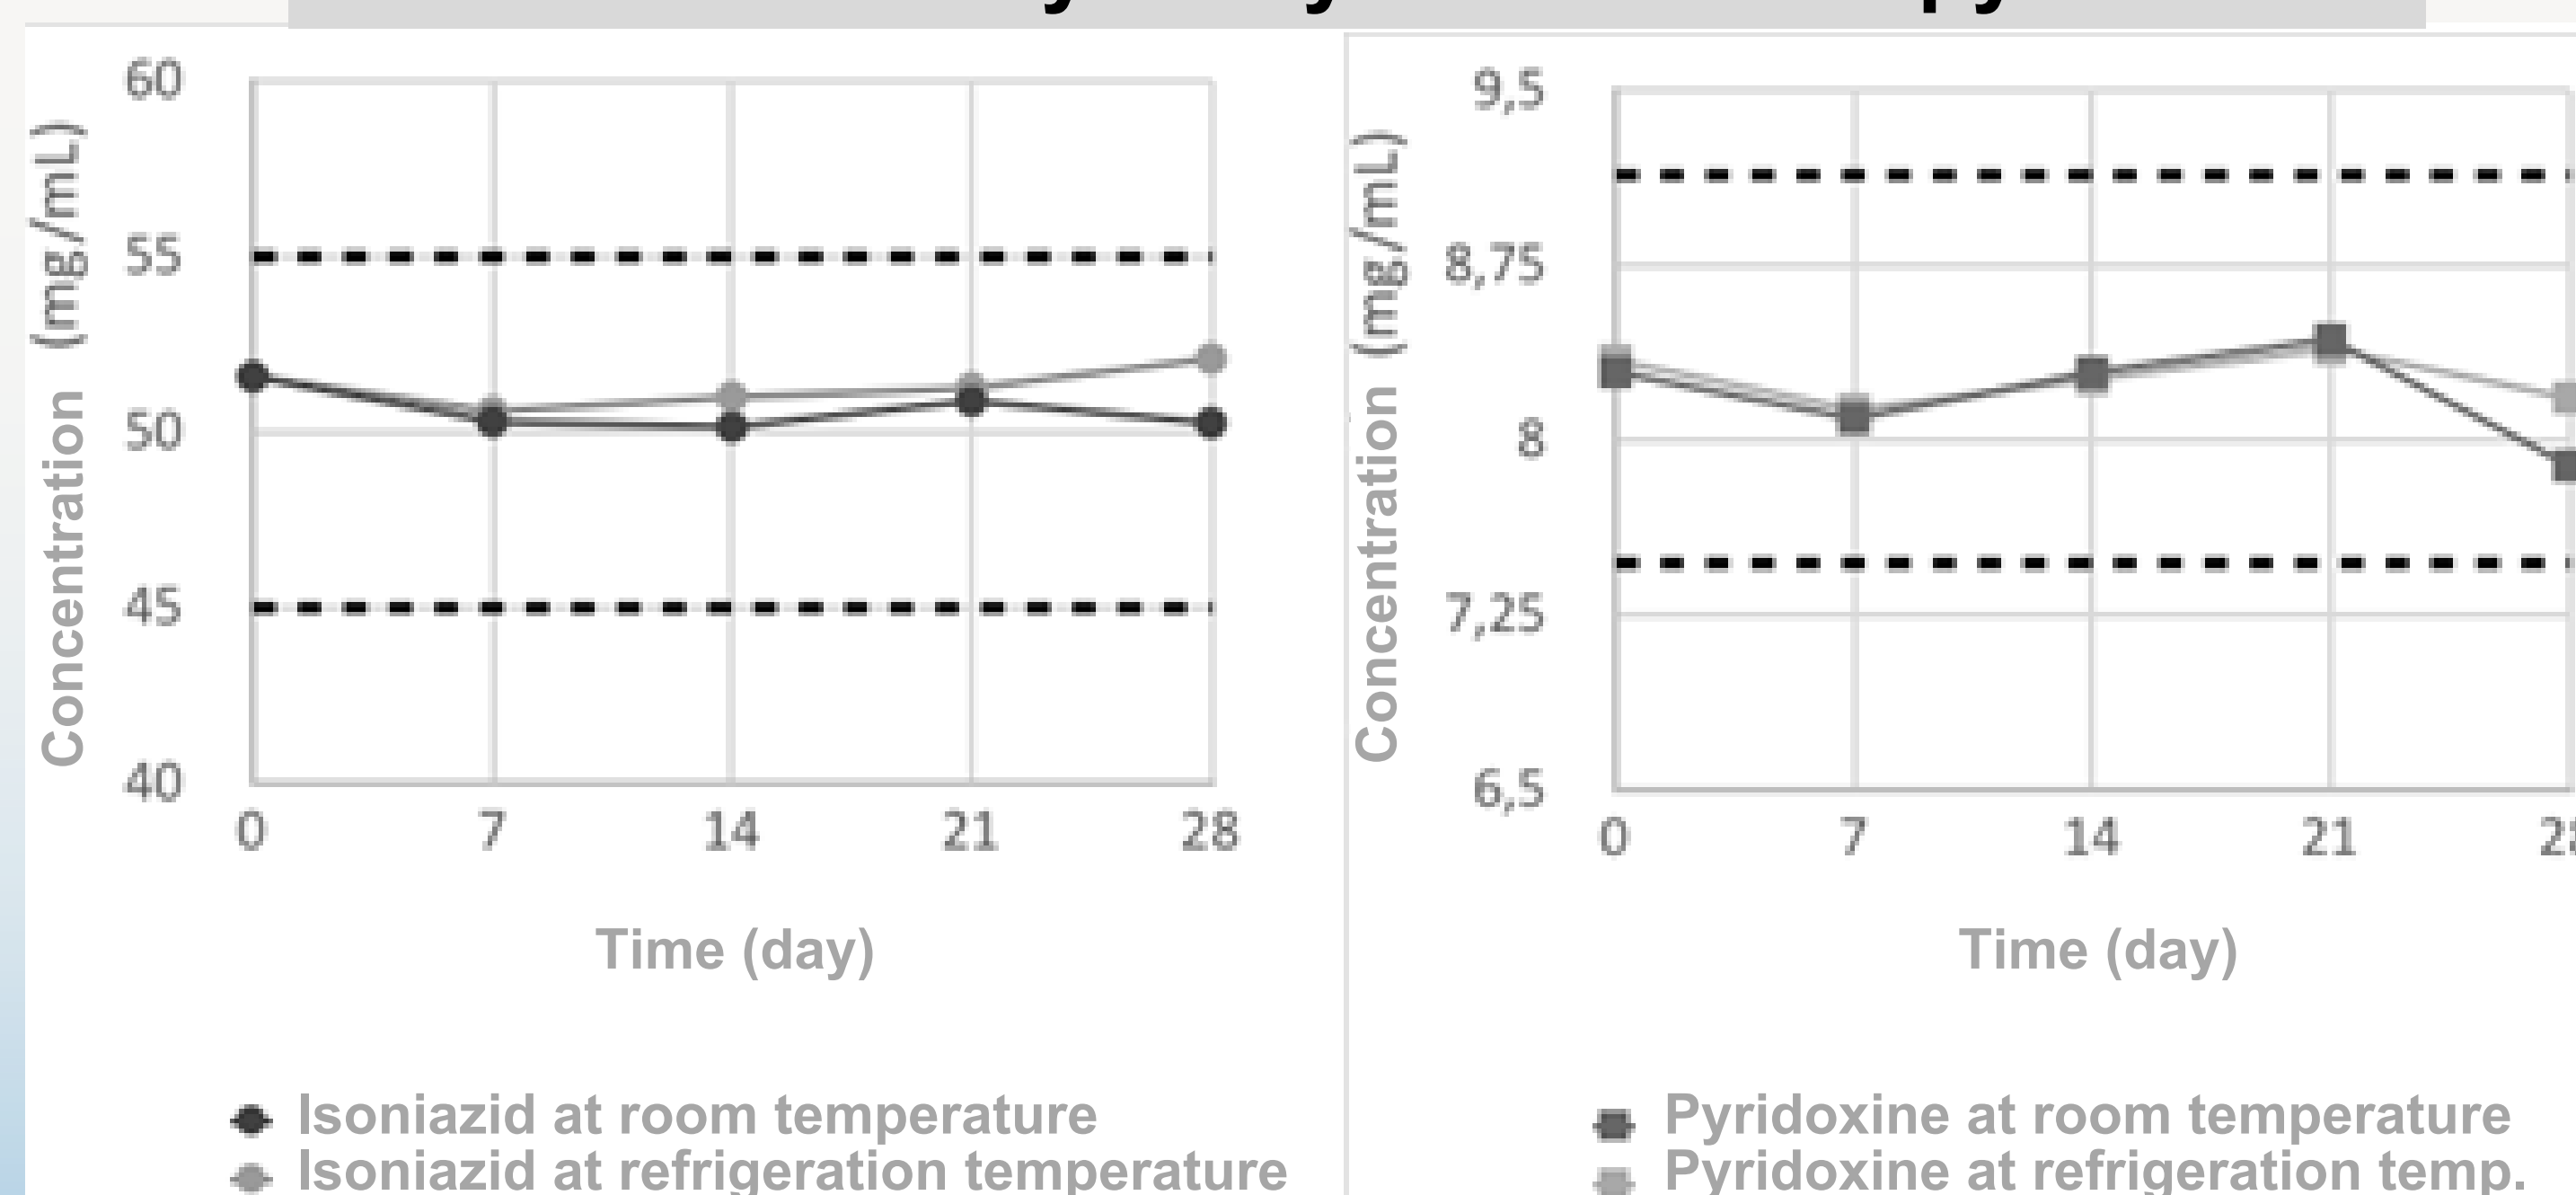 60
55
50
45
40
Concentration (mg/mL)
0 7 14 21 28
Time (day)
Isoniazid at room temperature
Isoniazid at refrigeration temperature
9,5
8,75
8
7,25
6,5
Concentration (mg/mL)
0 7 14 21
Time (day)
Pyridoxine at room temperature
Pyridoxine at refrigeration temp.